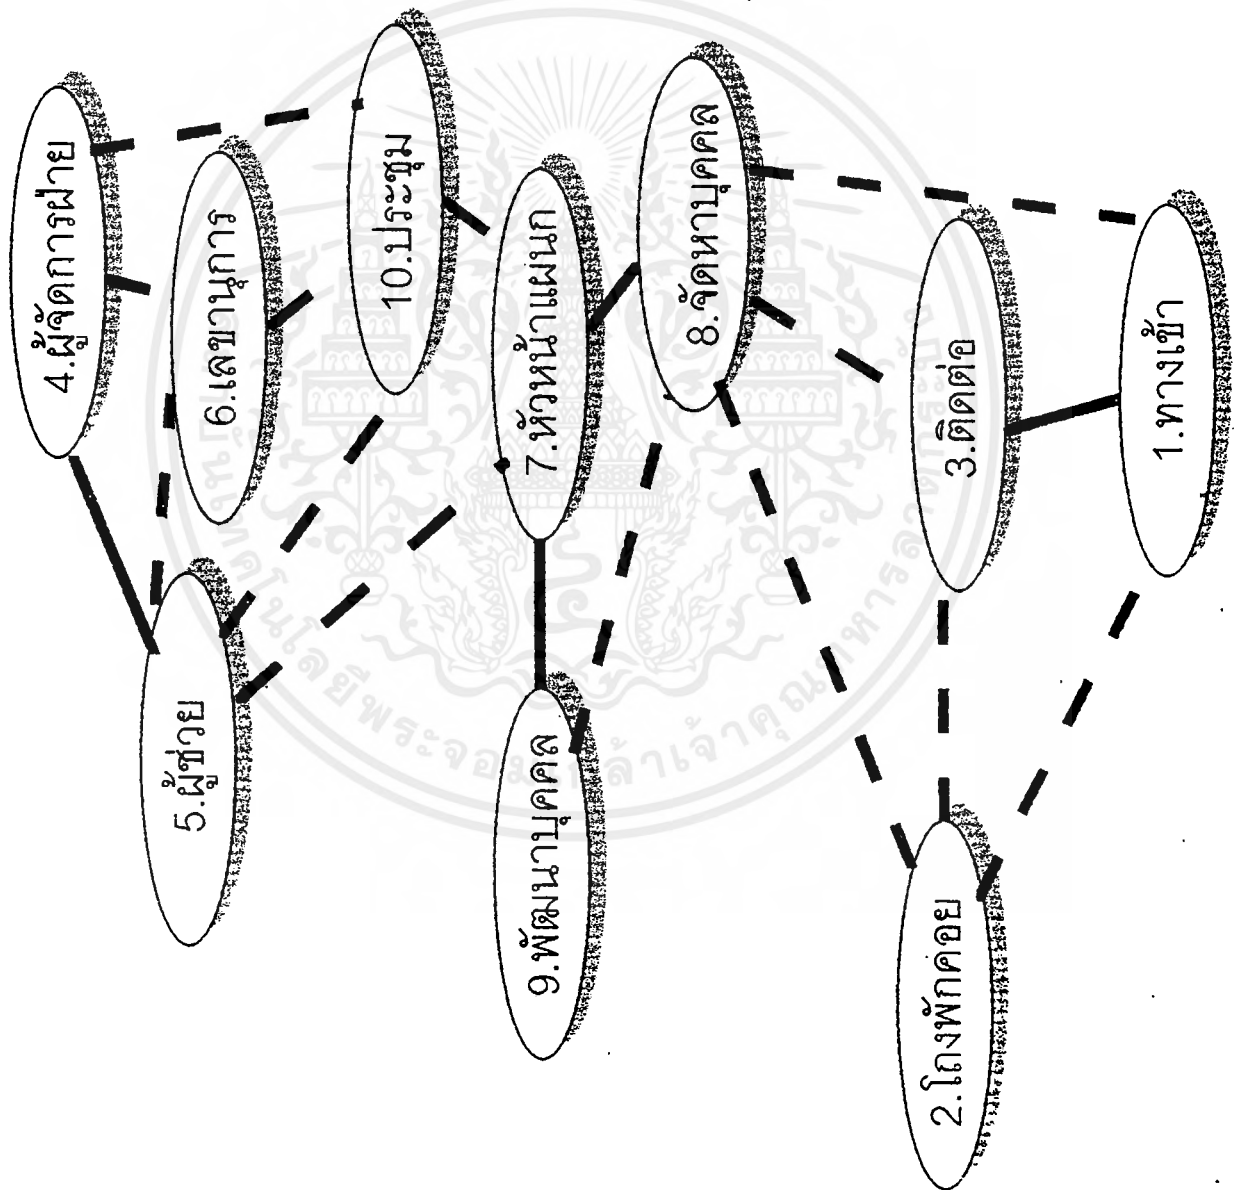 4.ผู้จัดการฝ่าย
6.เลขานุการ
10.ประชุม
5.ผู้ช่วย
7.หัวหน้าแผนก
8.จัดหาบุคคล
9.พัฒนาบุคคล
3.ติดต่อ
1.ทางเข้า
2.โถงพักคอย